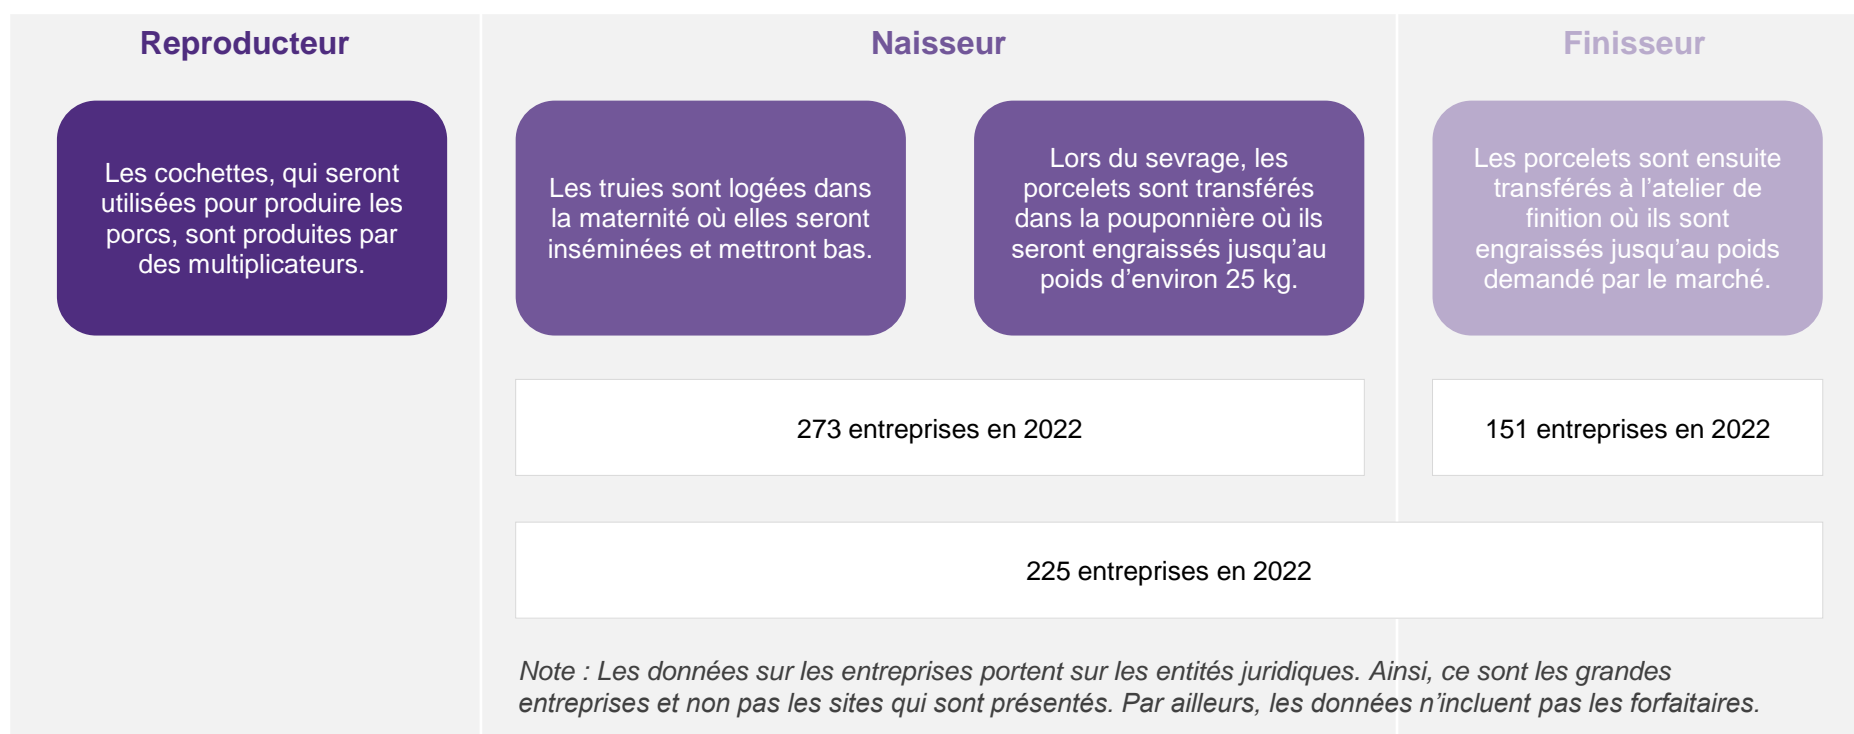 Reproducteur
Naisseur
Finisseur
Les cochettes, qui seront
utilisées pour produire les
porcs, sont produites par
des multiplicateurs.
Les truies sont logées dans
la maternité où elles seront
inséminées et mettront bas.
Lors du sevrage, les
porcelets sont transférés
dans la pouponnière où ils
seront engraissés jusqu’au
poids d’environ 25 kg.
Les porcelets sont ensuite
transférés à l’atelier de
finition où ils sont
engraissés jusqu’au poids
demandé par le marché.
273 entreprises en 2022
151 entreprises en 2022
225 entreprises en 2022
Note : Les données sur les entreprises portent sur les entités juridiques. Ainsi, ce sont les grandes
entreprises et non pas les sites qui sont présentés. Par ailleurs, les données n’incluent pas les forfaitaires.